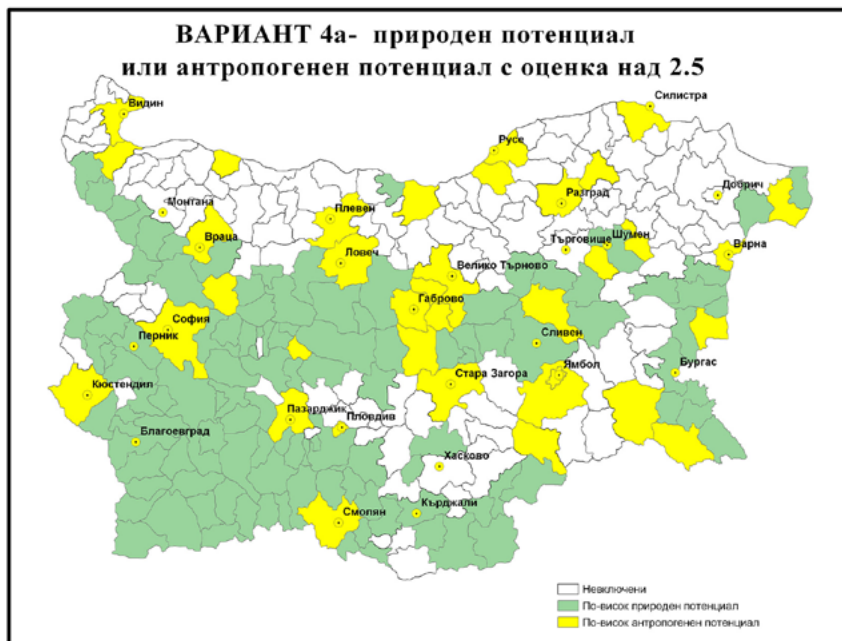 ВАРИАНТ 4а- природен потенциал
или антропогенен потенциал с оценка над 2.5
Видин
Силистра
Русе
Добрич
Разград
Монтана
Плевен
Враца
Шумен
Търговище
Варна
Ловеч
Велико Търново
Габрово
София
Перник
Сливен
Бургас
Ямбол
Стара Загора
Кюстендил
Пазарджик
Пловдив
Благоевград
Хасково
Кърджали
Смолян
Невключени
По-висок природен потенциал
По-висок антропогенен потенциал